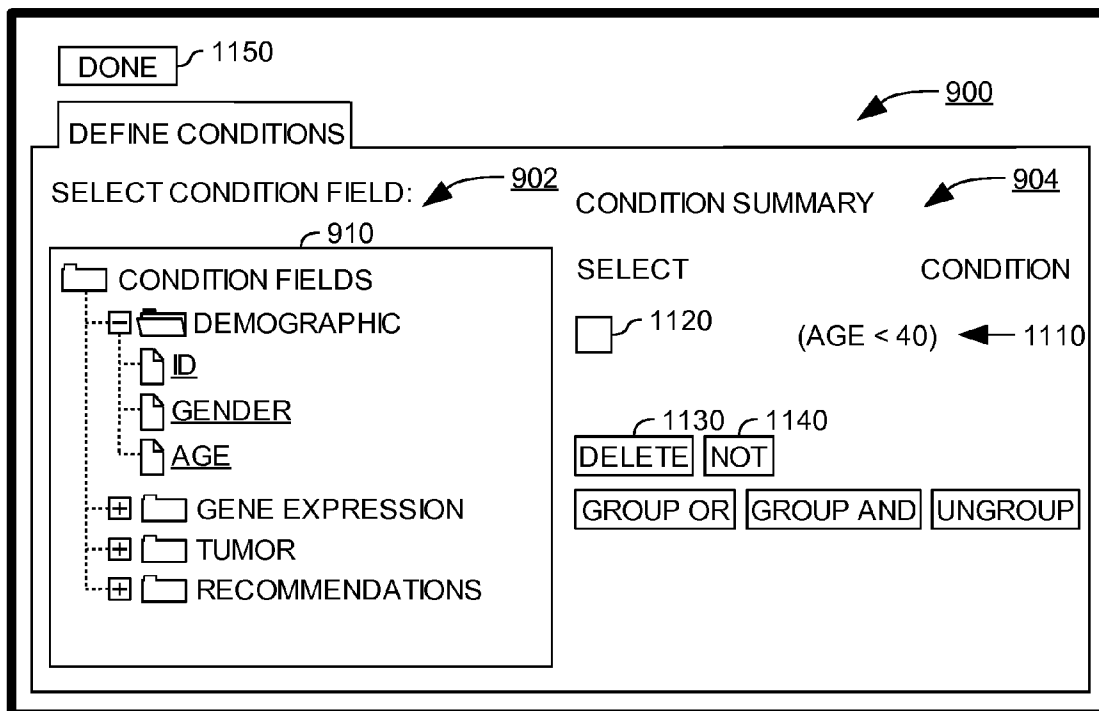 DONE 1150
900
DEFINE CONDITIONS
SELECT CONDITION FIELD: 902
910
CONDITION FIELDS
DEMOGRAPHIC
ID
GENDER
AGE
GENE EXPRESSION
TUMOR
RECOMMENDATIONS
904
CONDITION SUMMARY
SELECT CONDITION
1120 (AGE < 40) 1110
1130 1140
DELETE NOT
GROUP OR GROUP AND UNGROUP